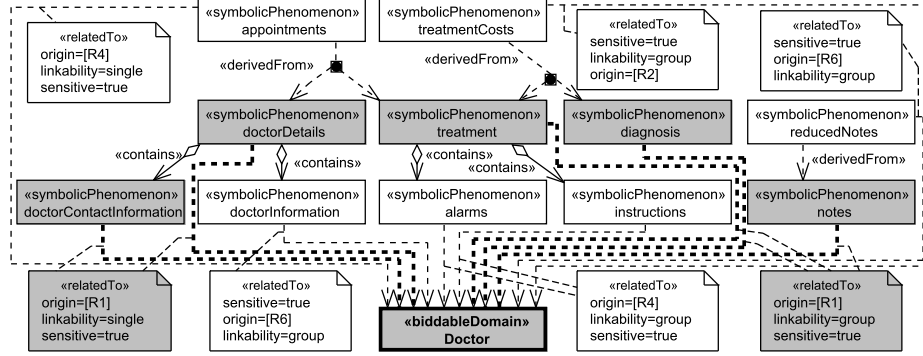 «symbolicPhenomenon»
appointments
«symbolicPhenomenon»
treatmentCosts
«relatedTo»
origin=[R4]
linkability=single
sensitive=true
«relatedTo»
sensitive=true
linkability=group
origin=[R2]
«relatedTo»
sensitive=true
origin=[R6]
linkability=group
«derivedFrom»
«derivedFrom»
«symbolicPhenomenon»
doctorDetails
«symbolicPhenomenon»
treatment
«symbolicPhenomenon»
diagnosis
«symbolicPhenomenon»
reducedNotes
«contains»
«contains»
«contains»
«contains»
«derivedFrom»
«symbolicPhenomenon»
doctorContactInformation
«symbolicPhenomenon»
doctorInformation
«symbolicPhenomenon»
alarms
«symbolicPhenomenon»
instructions
«symbolicPhenomenon»
notes
«relatedTo»
origin=[R1]
linkability=single
sensitive=true
«relatedTo»
sensitive=true
origin=[R6]
linkability=group
«biddableDomain»
Doctor
«relatedTo»
origin=[R4]
linkability=group
sensitive=true
«relatedTo»
origin=[R1]
linkability=group
sensitive=true